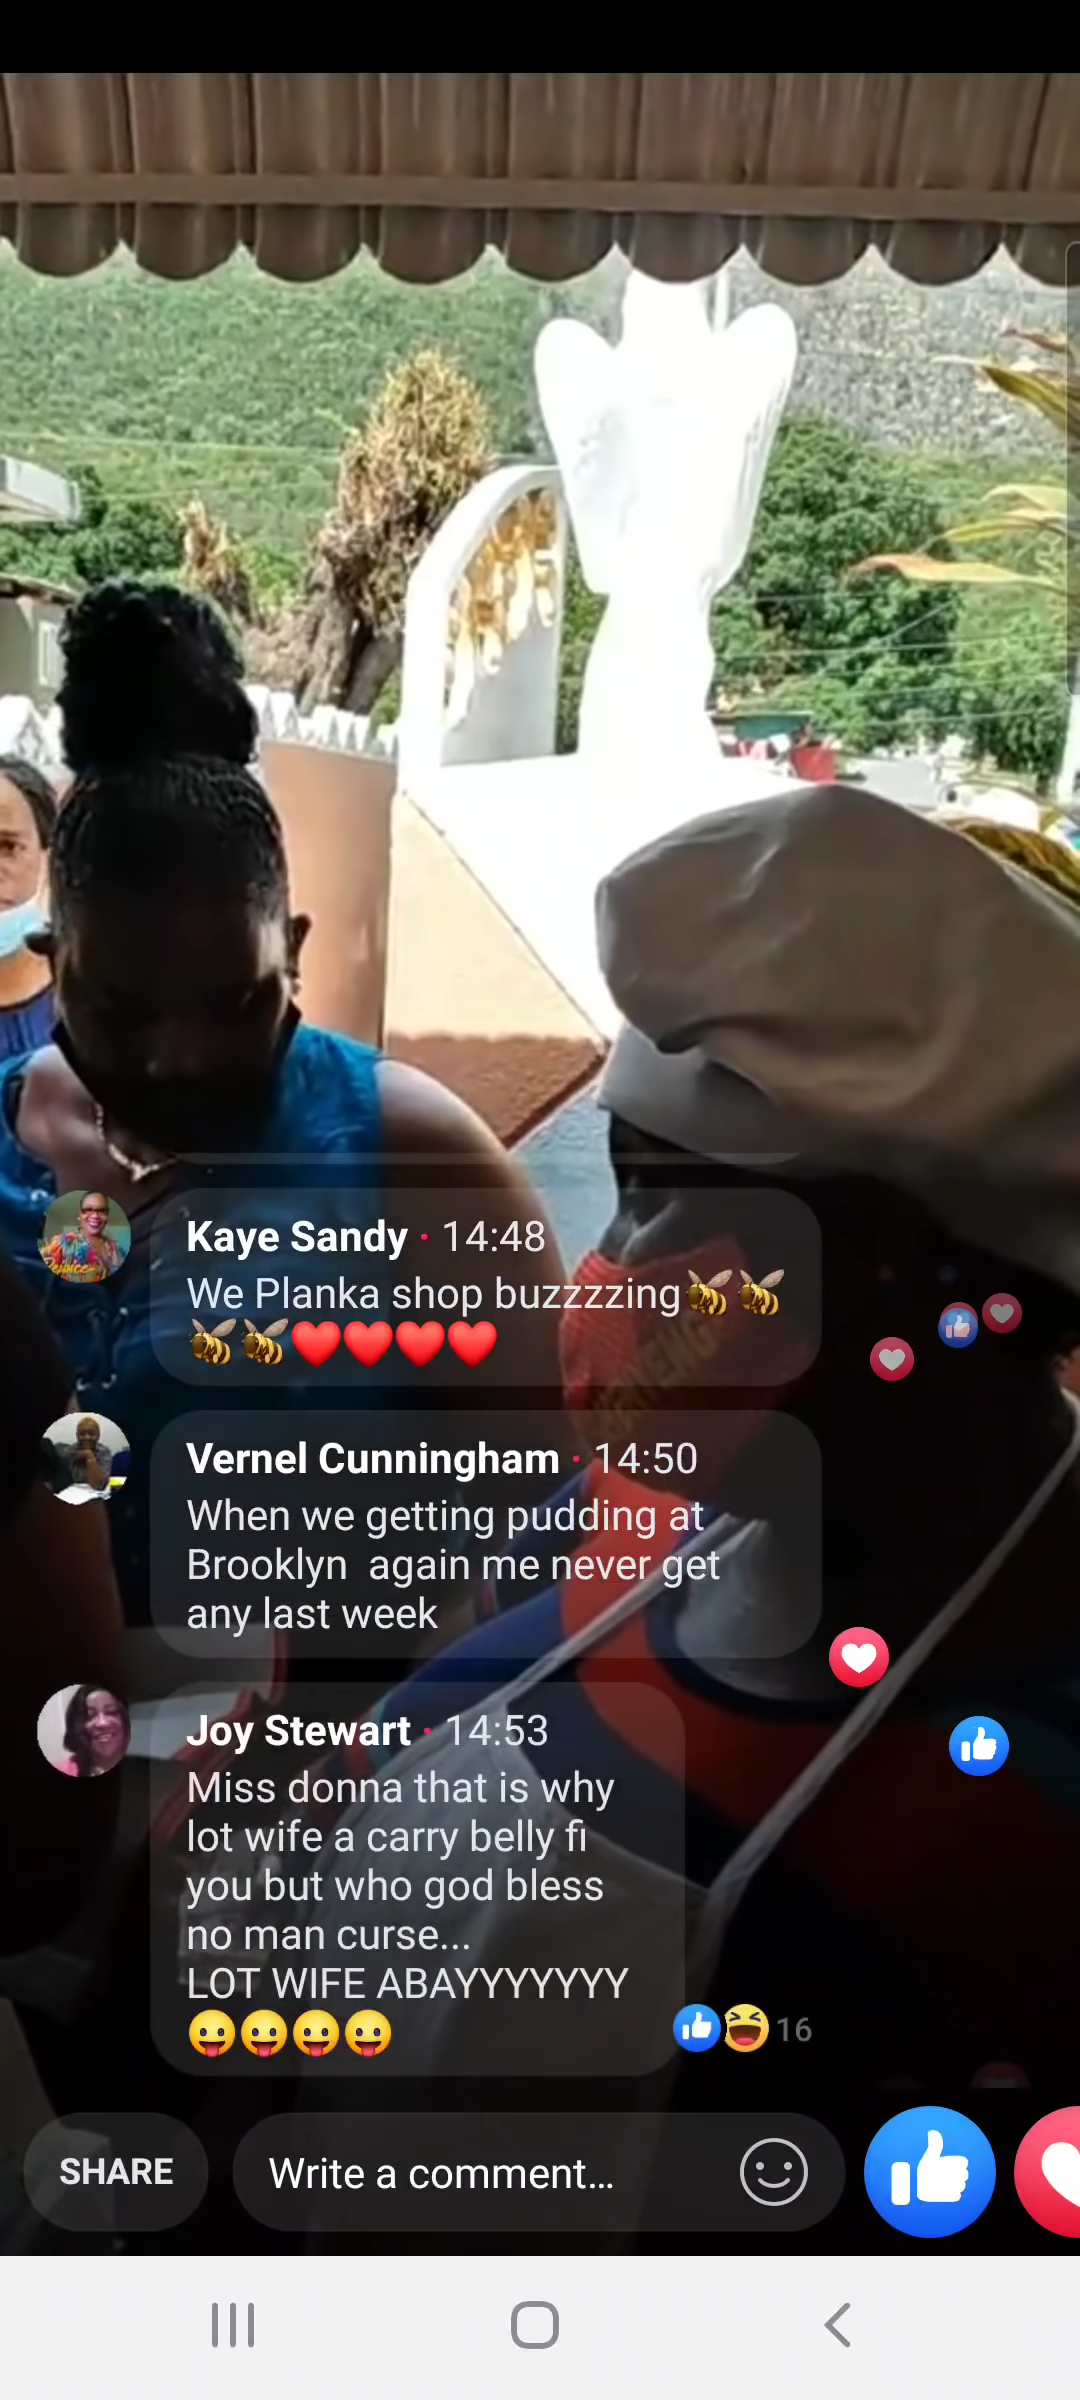 Kaye Sandy · 14:48
We Planka shop buzzzzing🐝🐝
🐝🐝❤️❤️❤️❤️
Vernel Cunningham · 14:50
When we getting pudding at
Brooklyn  again me never get
any last week
Joy Stewart · 14:53
Miss donna that is why
lot wife a carry belly fi
you but who god bless
no man curse...
LOT WIFE ABAYYYYYYY
😛😛😛😛
16
SHARE
Write a comment...